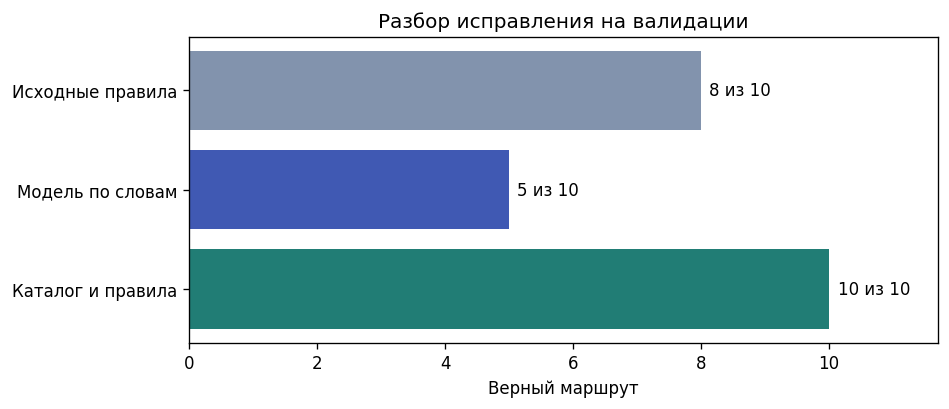 Разбор исправления на валидации
Исходные правила
8 из 10
Модель по словам
5 из 10
Каталог и правила
10 из 10
0 2 4 6 8 10
Верный маршрут